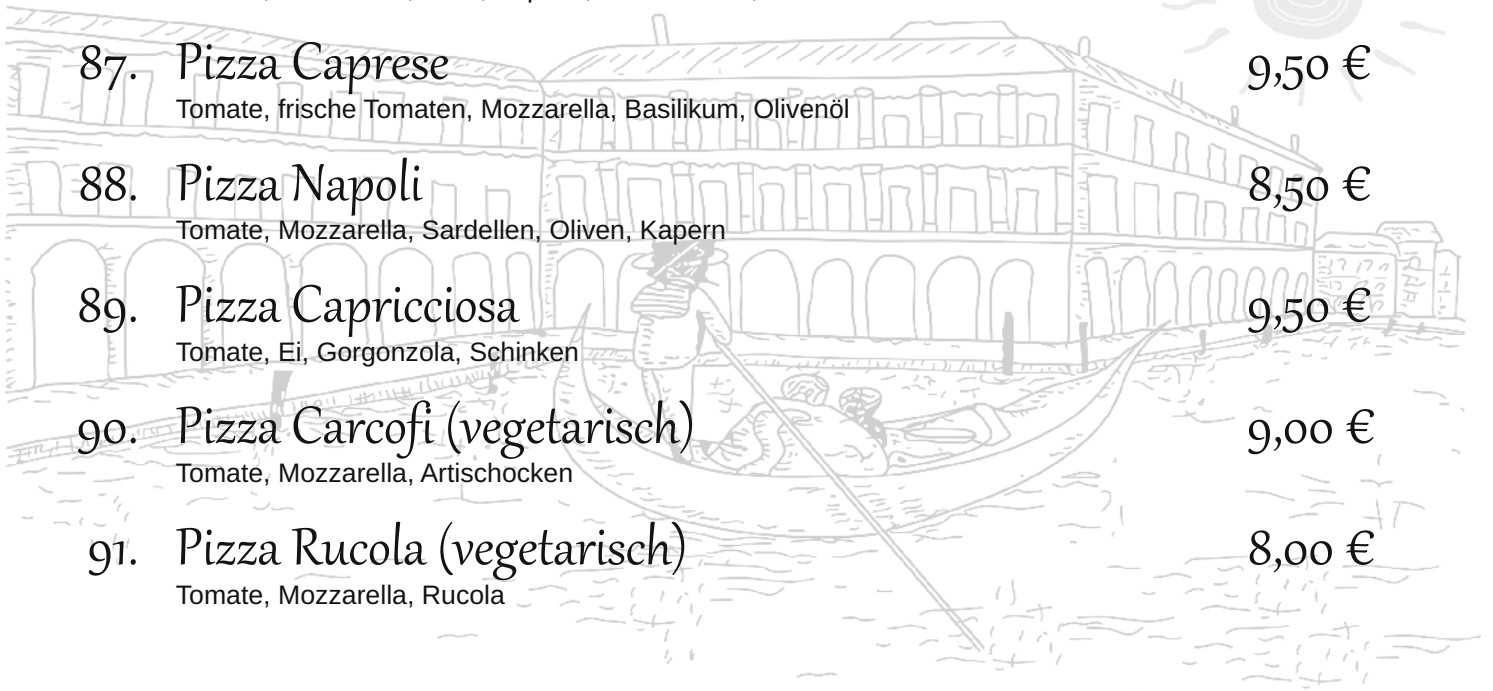 87. Pizza Caprese 9,50 €
Tomate, frische Tomaten, Mozzarella, Basilikum, Olivenöl
88. Pizza Napoli 8,50 €
Tomate, Mozzarella, Sardellen, Oliven, Kapern
89. Pizza Capricciosa 9,50 €
Tomate, Ei, Gorgonzola, Schinken
90. Pizza Carcofi (vegetarisch) 9,00 €
Tomate, Mozzarella, Artischocken
91. Pizza Rucola (vegetarisch) 8,00 €
Tomate, Mozzarella, Rucola